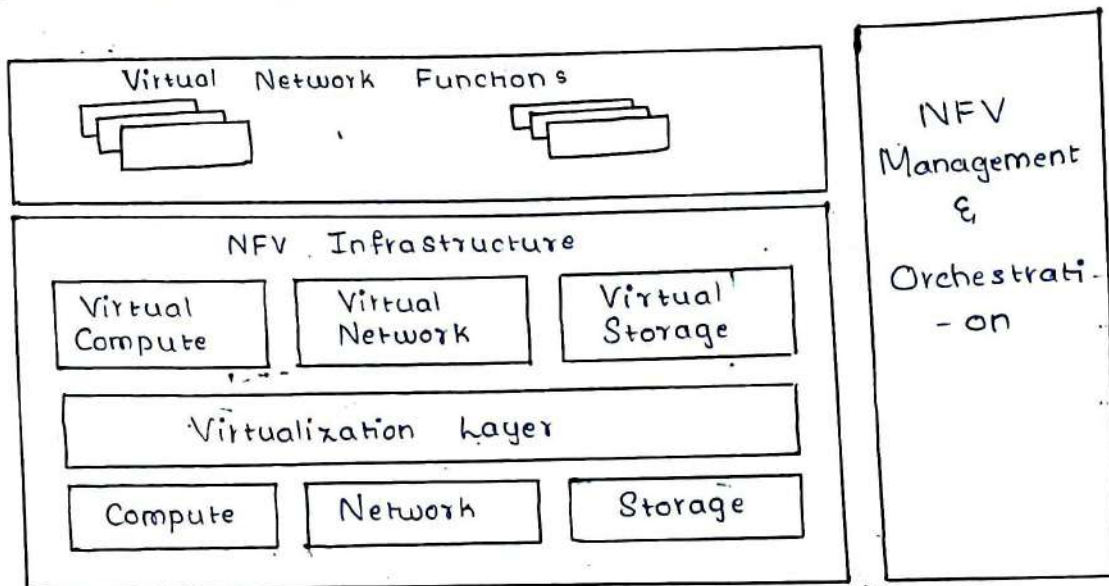 Virtual Network Functions
NFV Infrastructure
Virtual
Compute
Virtual
Network
Virtual
Storage
Virtualization Layer
Compute
Network
Storage
NFV
Management
&
Orchestrati-
- on